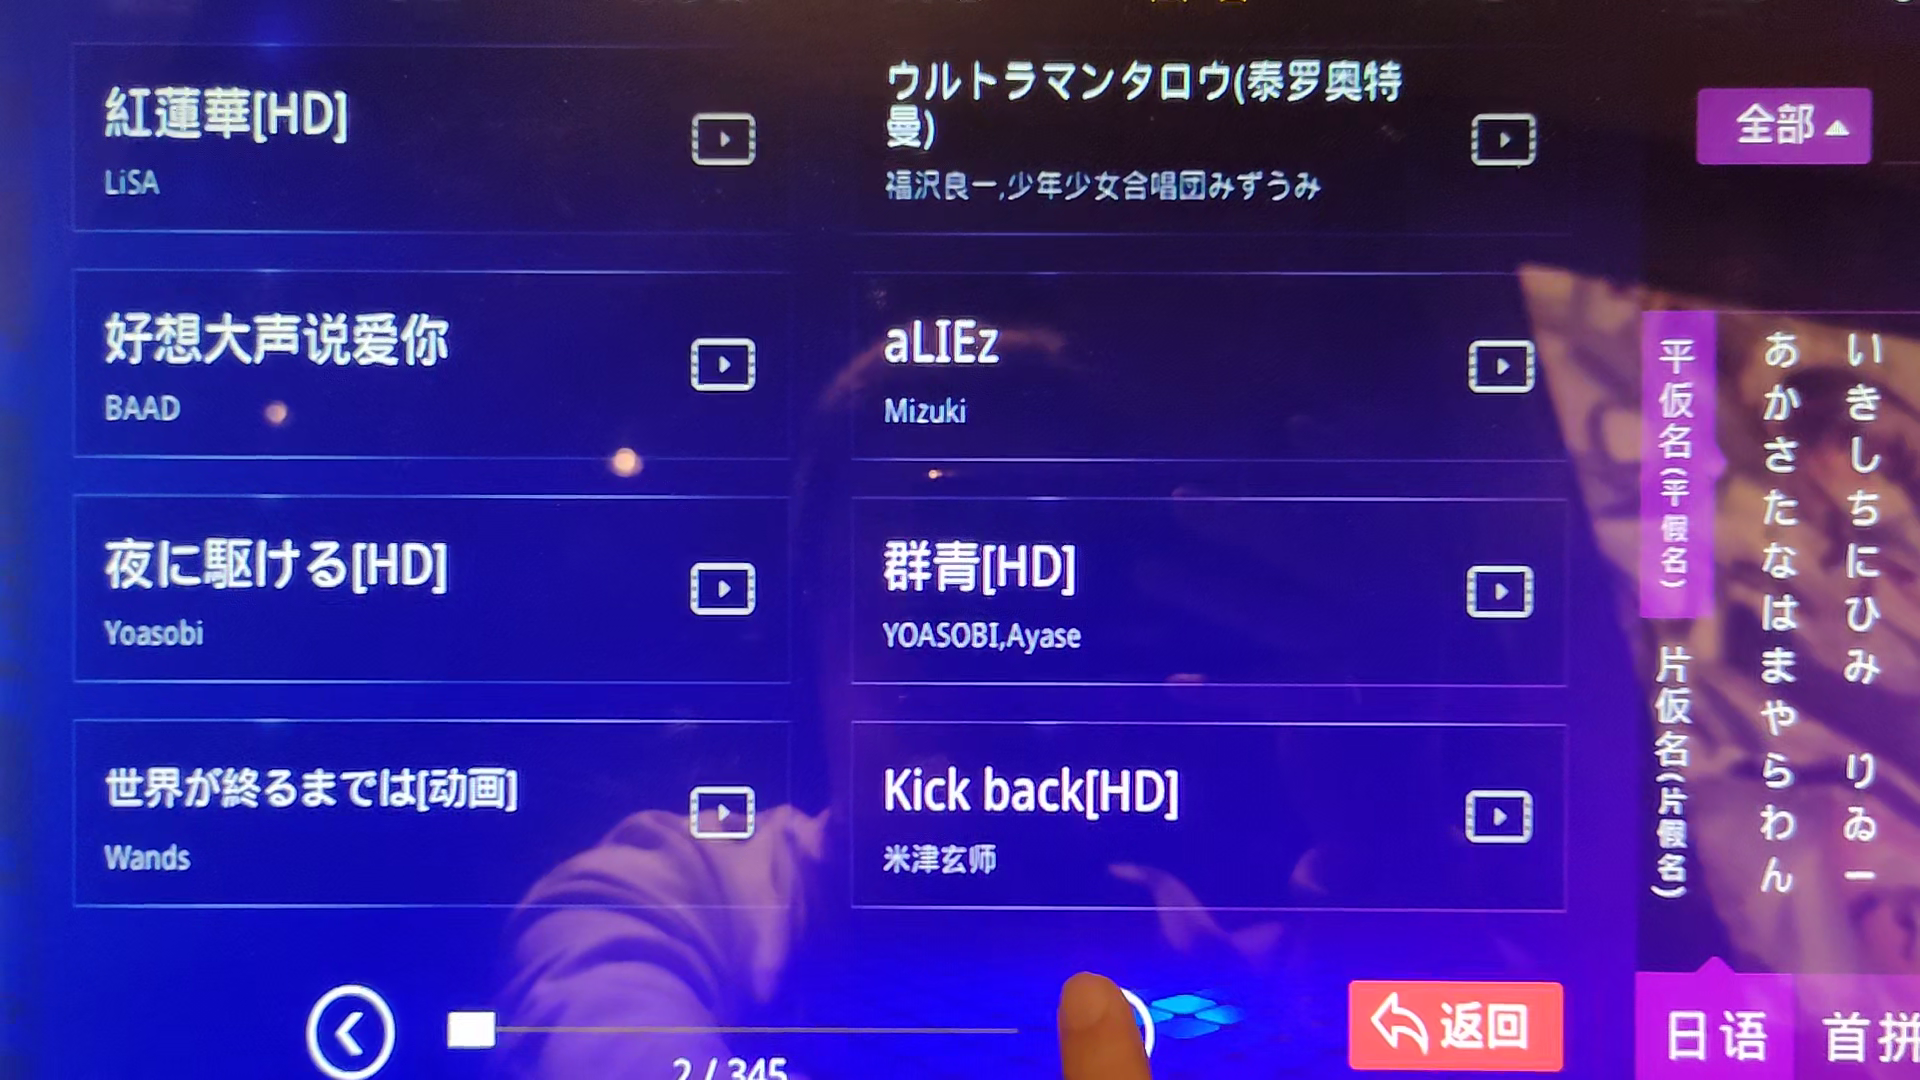 紅蓮華[HD]
LiSA
ウルトラマンタロウ(泰罗奥特
曼)
福沢良一,少年少女合唱団みずうみ
全部
好想大声说爱你
BAAD
aLIEz
Mizuki
夜に駆ける[HD]
Yoasobi
群青[HD]
YOASOBI,Ayase
世界が終るまでは[动画]
Wands
Kick back[HD]
米津玄师
平仮名(平假名)
片仮名(片假名)
あかさたなはまやらわん
いきしちにひみ りゐー
2/345
返回
日语
首拼